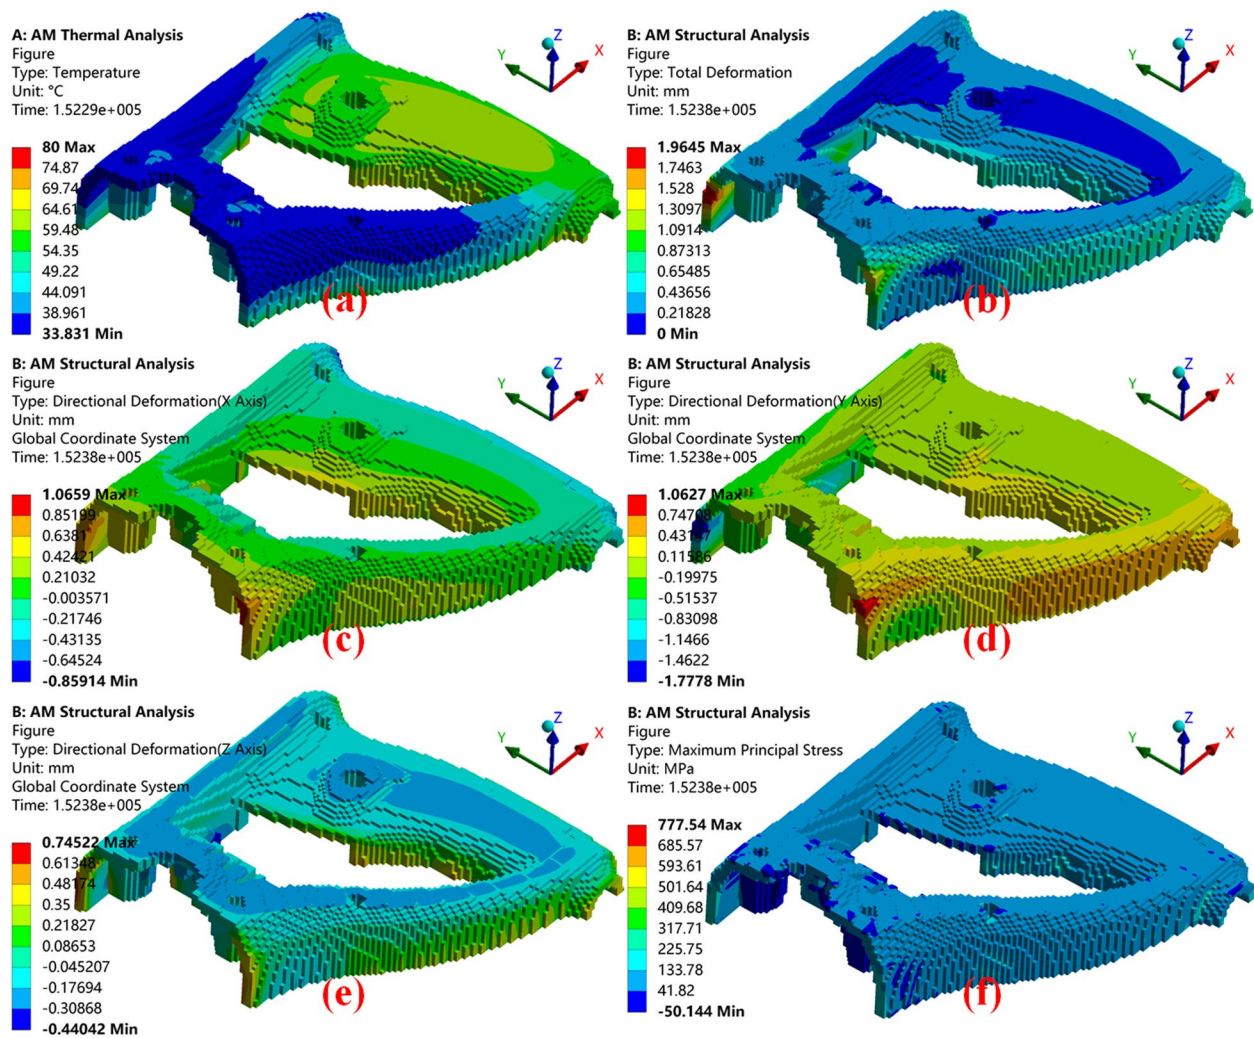 A: AM Thermal Analysis
Figure
Type: Temperature
Unit: °C
Time: 1.5229e+005
80 Max
74.87
69.74
64.61
59.48
54.35
49.22
44.091
38.961
33.831 Min
Y
Z
X
(a)
B: AM Structural Analysis
Figure
Type: Total Deformation
Unit: mm
Time: 1.5238e+005
1.9645 Max
1.7463
1.528
1.3097
1.0914
0.87313
0.65485
0.43656
0.21828
0 Min
Y
Z
X
(b)
B: AM Structural Analysis
Figure
Type: Directional Deformation(X Axis)
Unit: mm
Global Coordinate System
Time: 1.5238e+005
1.0659 Max
0.85199
0.6381
0.42421
0.21032
-0.003571
-0.21746
-0.43135
-0.64524
-0.85914 Min
Y
Z
X
(c)
B: AM Structural Analysis
Figure
Type: Directional Deformation(Y Axis)
Unit: mm
Global Coordinate System
Time: 1.5238e+005
1.0627 Max
0.74708
0.43147
0.11586
-0.19975
-0.51537
-0.83098
-1.1466
-1.4622
-1.7778 Min
Y
Z
X
(d)
B: AM Structural Analysis
Figure
Type: Directional Deformation(Z Axis)
Unit: mm
Global Coordinate System
Time: 1.5238e+005
0.74522 Max
0.61348
0.48174
0.35
0.21827
0.08653
-0.045207
-0.17694
-0.30868
-0.44042 Min
Y
Z
X
(e)
B: AM Structural Analysis
Figure
Type: Maximum Principal Stress
Unit: MPa
Time: 1.5238e+005
777.54 Max
685.57
593.61
501.64
409.68
317.71
225.75
133.78
41.82
-50.144 Min
Y
Z
X
(f)